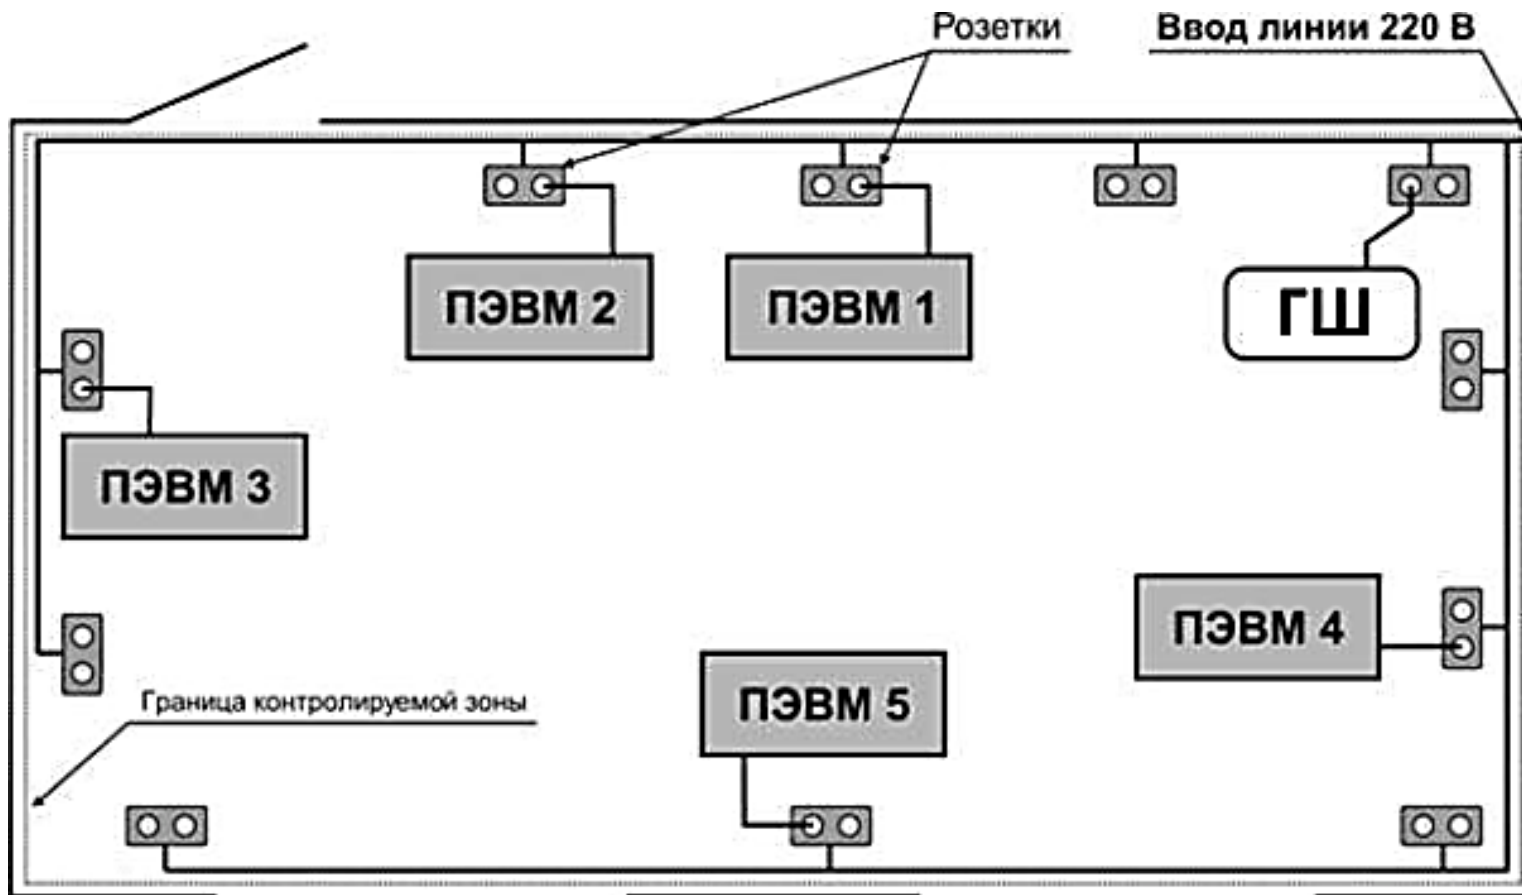 Розетки
Ввод линии 220 В
ПЭВМ 2
ПЭВМ 1
ГШ
ПЭВМ 3
ПЭВМ 4
ПЭВМ 5
Граница контролируемой зоны